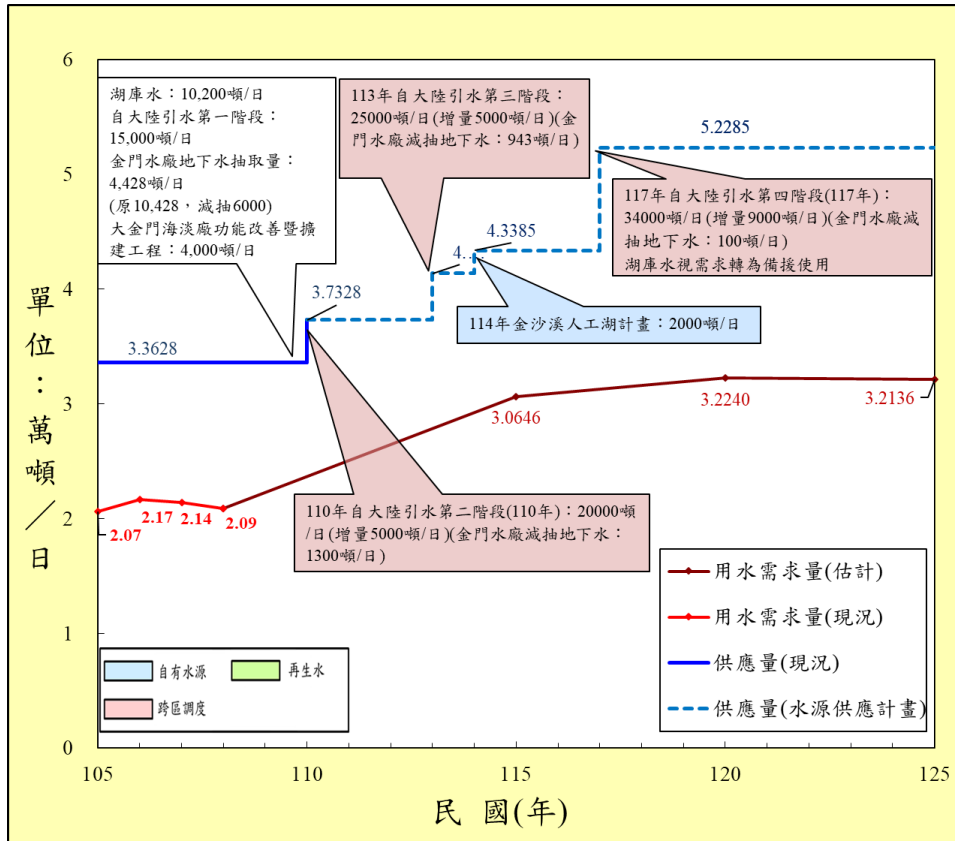 單位：萬噸／日
6
5
4
3
2
1
0
湖庫水：10,200噸/日
自大陸引水第一階段：
15,000噸/日
金門水廠地下水抽取量：
4,428噸/日
(原10,428，減抽6000)
大金門海淡廠功能改善暨擴
建工程：4,000噸/日
113年自大陸引水第三階段：
25000噸/日(增量5000噸/日)(金
門水廠減抽地下水：943噸/日)
5.2285
117年自大陸引水第四階段(117年)：
34000噸/日(增量9000噸/日)(金門水廠減
抽地下水：100噸/日)
湖庫水視需求轉為備援使用
4.3385
4....
114年金沙溪人工湖計畫：2000噸/日
3.7328
3.3628
3.0646
3.2240
3.2136
2.07
2.17
2.14
2.09
110年自大陸引水第二階段(110年)：20000噸
/日(增量5000噸/日)(金門水廠減抽地下水：
1300噸/日)
用水需求量(估計)
用水需求量(現況)
供應量(現況)
供應量(水源供應計畫)
自有水源
再生水
跨區調度
105
110
115
120
125
民 國(年)